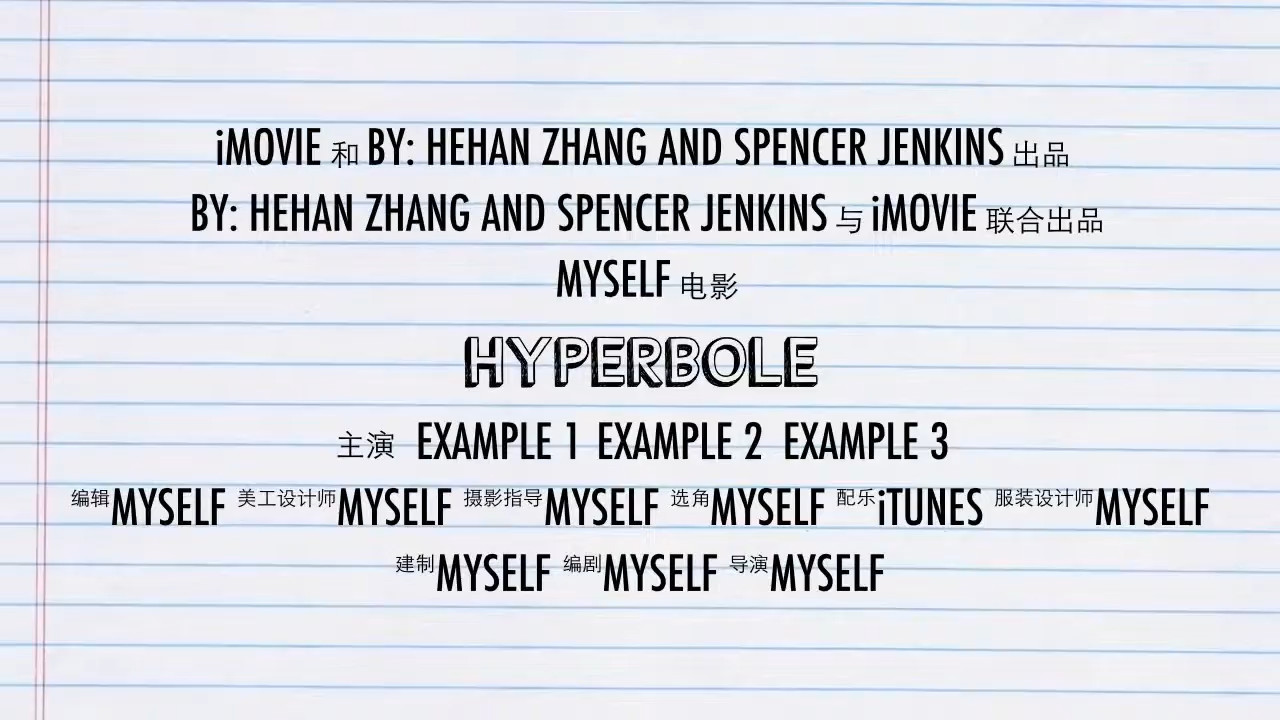 iMOVIE 和 BY: HEHAN ZHANG AND SPENCER JENKINS 出品
BY: HEHAN ZHANG AND SPENCER JENKINS 与 iMOVIE 联合出品
MYSELF 电影
HYPERBOLE
主演 EXAMPLE 1 EXAMPLE 2 EXAMPLE 3
编辑MYSELF 美工设计师MYSELF 摄影指导MYSELF 选角MYSELF 配乐iTUNES 服装设计师MYSELF
建制MYSELF 编剧MYSELF 导演MYSELF